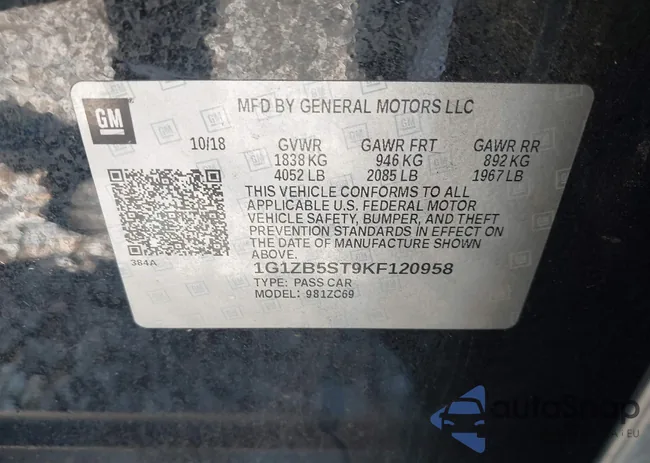 GM
MFD BY GENERAL MOTORS LLC
10/18 GVWR GAWR FRT GAWR RR
1838 KG 946 KG 892 KG
4052 LB 2085 LB 1967 LB
THIS VEHICLE CONFORMS TO ALL
APPLICABLE U.S. FEDERAL MOTOR
VEHICLE SAFETY, BUMPER, AND THEFT
PREVENTION STANDARDS IN EFFECT ON
THE DATE OF MANUFACTURE SHOWN
ABOVE.
384A
1G1ZB5ST9KF120958
TYPE: PASS CAR
MODEL: 981ZC69
autoSnap
EU